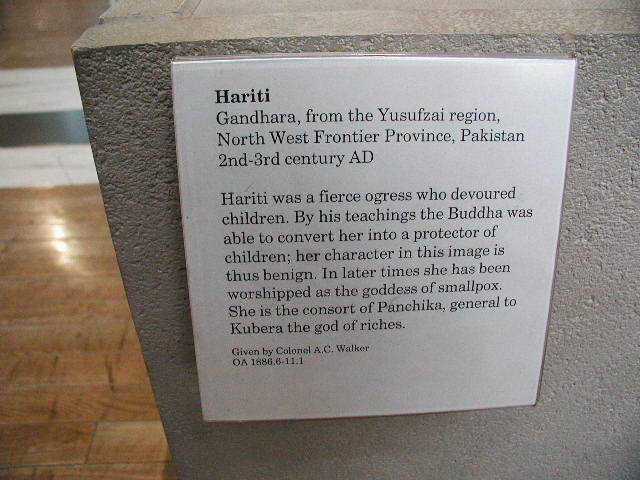 Hariti
Gandhara, from the Yusufzai region,
North West Frontier Province, Pakistan
2nd-3rd century AD
Hariti was a fierce ogress who devoured
children. By his teachings the Buddha was
able to convert her into a protector of
children; her character in this image is
thus benign. In later times she has been
worshipped as the goddess of smallpox.
She is the consort of Panchika, general to
Kubera the god of riches.
Given by Colonel A.C. Walker
OA 1886.6-11.1